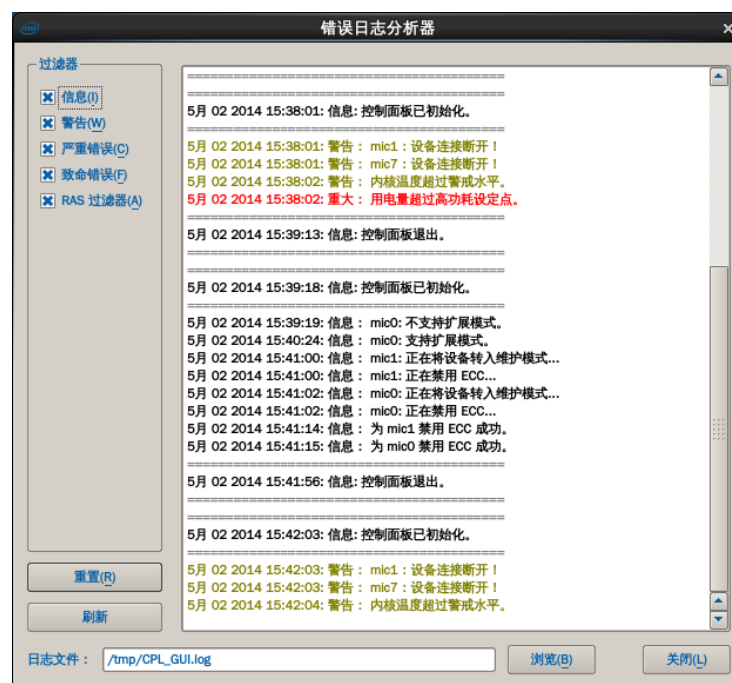 错误日志分析器
过滤器
信息(I)
警告(W)
严重错误(C)
致命错误(F)
RAS 过滤器(A)
========================================
========================================
5月 02 2014 15:38:01: 信息: 控制面板已初始化。
========================================
5月 02 2014 15:38:01: 警告： mic1：设备连接断开！
5月 02 2014 15:38:01: 警告： mic7：设备连接断开！
5月 02 2014 15:38:02: 警告： 内核温度超过警戒水平。
5月 02 2014 15:38:02: 重大： 用电量超过高功耗设定点。
========================================
5月 02 2014 15:39:13: 信息: 控制面板退出。
========================================
========================================
5月 02 2014 15:39:18: 信息: 控制面板已初始化。
========================================
5月 02 2014 15:39:19: 信息： mic0: 不支持扩展模式。
5月 02 2014 15:40:24: 信息： mic0: 支持扩展模式。
5月 02 2014 15:41:00: 信息： mic1: 正在将设备转入维护模式...
5月 02 2014 15:41:00: 信息： mic1: 正在禁用 ECC...
5月 02 2014 15:41:02: 信息： mic0: 正在将设备转入维护模式...
5月 02 2014 15:41:02: 信息： mic0: 正在禁用 ECC...
5月 02 2014 15:41:14: 信息： 为 mic1 禁用 ECC 成功。
5月 02 2014 15:41:15: 信息： 为 mic0 禁用 ECC 成功。
========================================
5月 02 2014 15:41:56: 信息: 控制面板退出。
========================================
========================================
5月 02 2014 15:42:03: 信息: 控制面板已初始化。
========================================
5月 02 2014 15:42:03: 警告： mic1：设备连接断开！
5月 02 2014 15:42:03: 警告： mic7：设备连接断开！
5月 02 2014 15:42:04: 警告： 内核温度超过警戒水平。
重置(R)
刷新
日志文件： /tmp/CPL_GUI.log 浏览(B) 关闭(L)